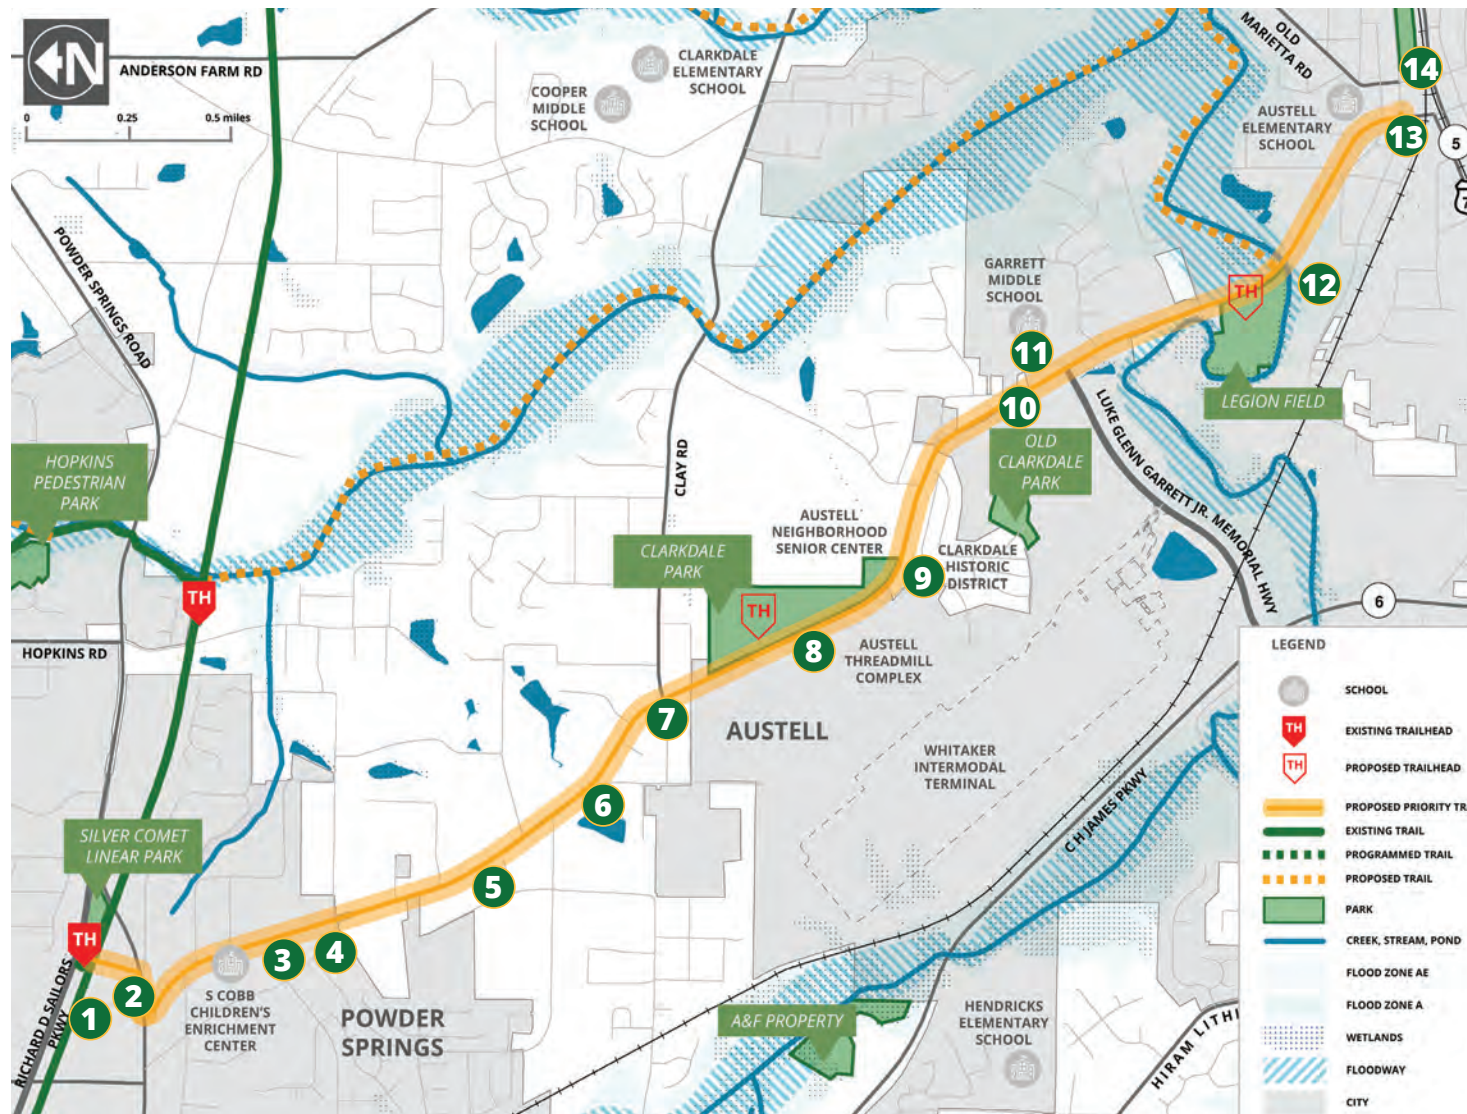 N
0 0.25 0.5 miles
ANDERSON FARM RD
CLARKDALE
ELEMENTARY
SCHOOL
COOPER
MIDDLE
SCHOOL
OLD
MARIETTA RD
14
AUSTELL
ELEMENTARY
SCHOOL
13
5
7
POWDER SPRINGS ROAD
GARRETT
MIDDLE
SCHOOL
TH
12
11
10
LEGION FIELD
LUKE GLENN GARRETT JR. MEMORIAL HWY
HOPKINS
PEDESTRIAN
PARK
CLAY RD
OLD
CLARKDALE
PARK
AUSTELL
NEIGHBORHOOD
SENIOR CENTER
CLARKDALE
PARK
CLARKDALE
HISTORIC
DISTRICT
9
TH
TH
6
HOPKINS RD
8
AUSTELL
THREADMILL
COMPLEX
7
AUSTELL
WHITAKER
INTERMODAL
TERMINAL
6
C H JAMES PKWY
SILVER COMET
LINEAR PARK
5
TH
4
3
2
1
RICHARD D SAILORS
PKWY
S COBB
CHILDREN'S
ENRICHMENT
CENTER
POWDER
SPRINGS
A&F PROPERTY
HENDRICKS
ELEMENTARY
SCHOOL
HIRAM LITHI
LEGEND
SCHOOL
TH EXISTING TRAILHEAD
TH PROPOSED TRAILHEAD
PROPOSED PRIORITY TR
EXISTING TRAIL
PROGRAMMED TRAIL
PROPOSED TRAIL
PARK
CREEK, STREAM, POND
FLOOD ZONE AE
FLOOD ZONE A
WETLANDS
FLOODWAY
CITY